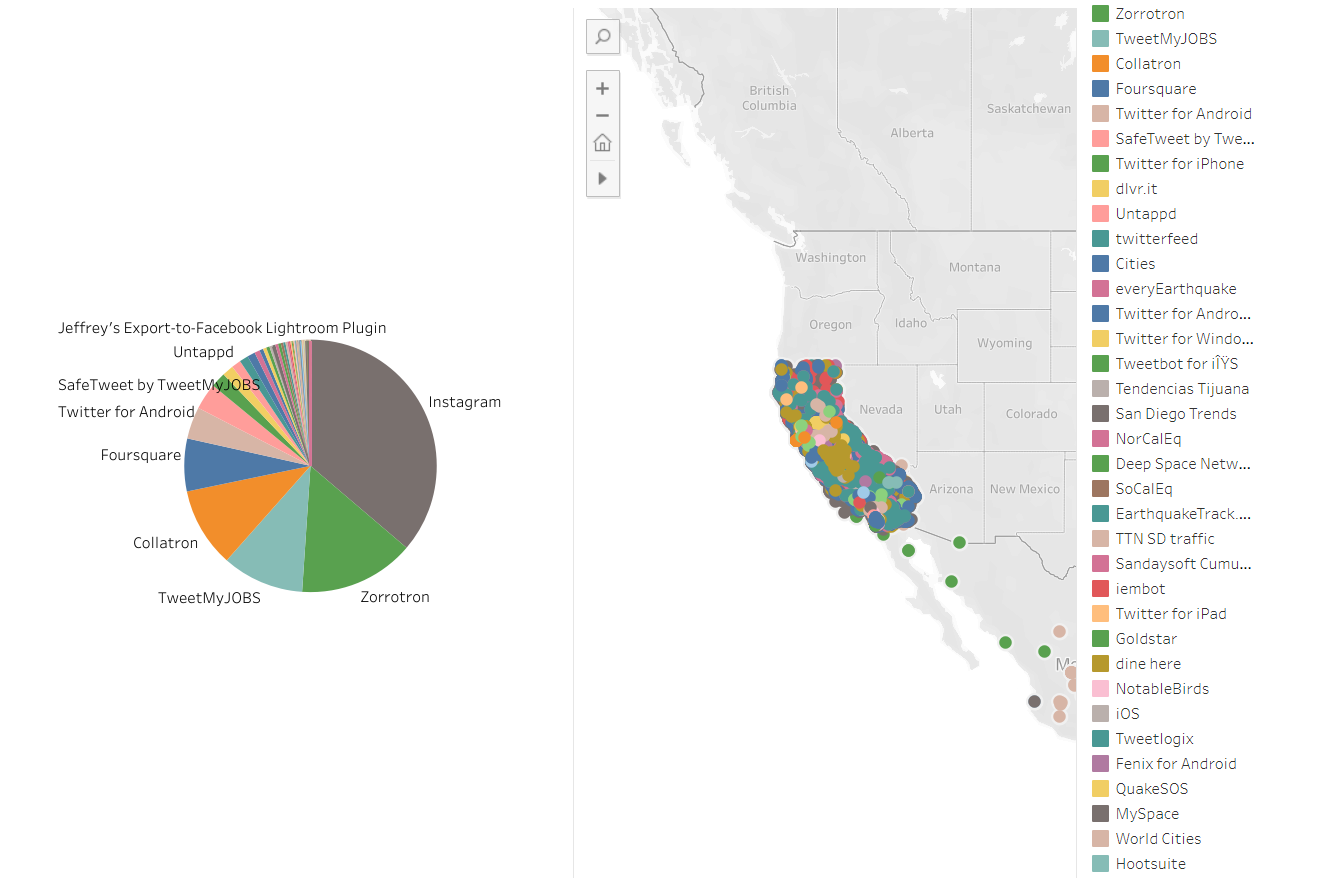 Jeffrey's Export-to-Facebook Lightroom Plugin
Untappd
SafeTweet by TweetMyJOBS
Twitter for Android
Foursquare
Collatron
TweetMyJOBS
Zorrotron
Instagram
British
Columbia
Alberta
Saskatchewan
Washington
Montana
Oregon
Idaho
Wyoming
Nevada
Utah
Colorado
Arizona
New Mexico
Zorrotron
TweetMyJOBS
Collatron
Foursquare
Twitter for Android
SafeTweet by Twe...
Twitter for iPhone
dlvr.it
Untappd
twitterfeed
Cities
everyEarthquake
Twitter for Andro...
Twitter for Windo...
Tweetbot for iÎŸS
Tendencias Tijuana
San Diego Trends
NorCalEq
Deep Space Netw...
SoCalEq
EarthquakeTrack....
TTN SD traffic
Sandaysoft Cumu...
iembot
Twitter for iPad
Goldstar
dine here
NotableBirds
iOS
Tweetlogix
Fenix for Android
QuakeSOS
MySpace
World Cities
Hootsuite